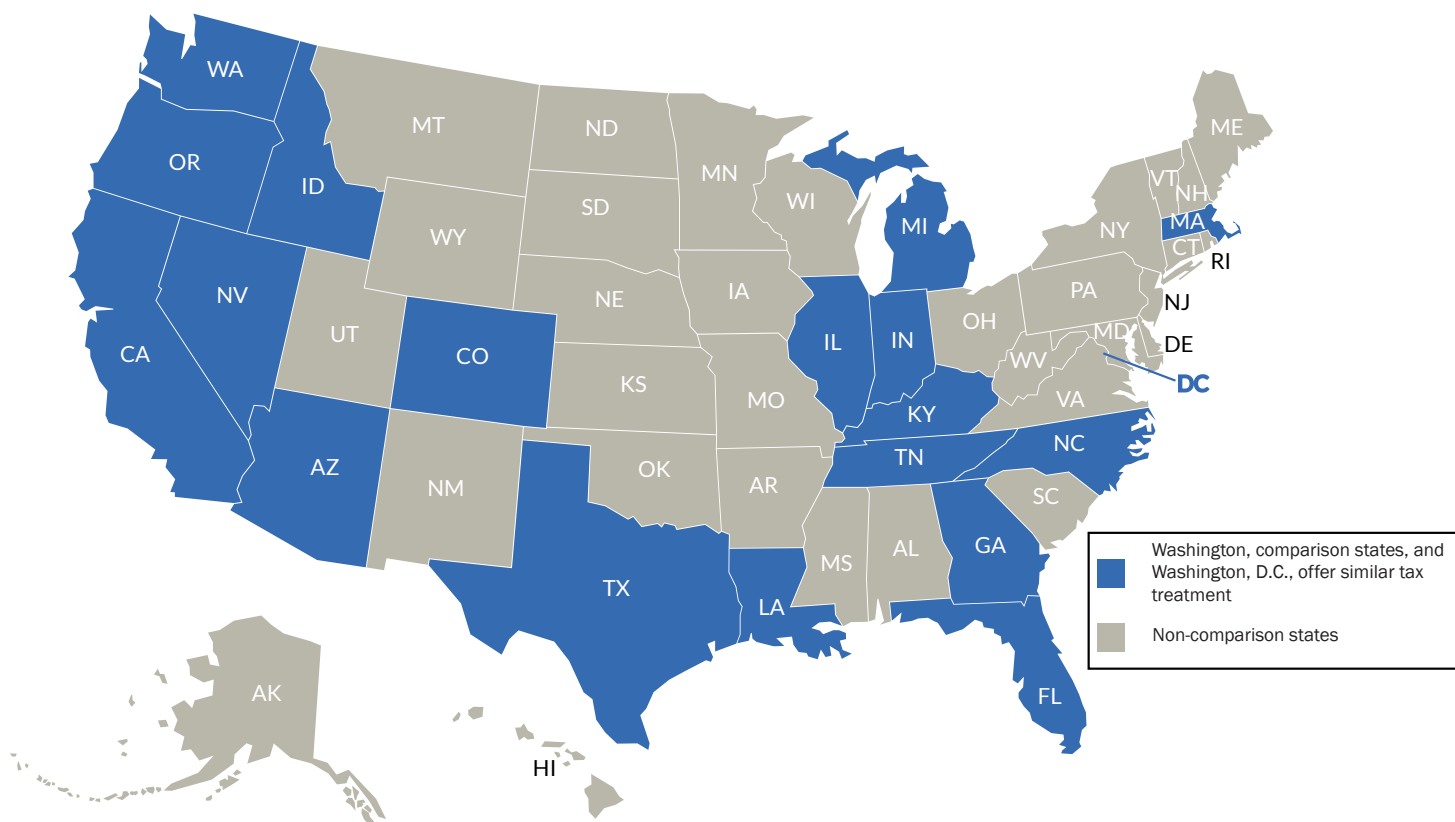 WA
MT
ND
MN
ME
OR
ID
SD
WI
VT
NH
MI
MA
NY
WY
CT
RI
NV
NE
IA
PA
NJ
UT
OH
MD
CA
CO
IL
IN
DE
WV
KS
DC
MO
VA
KY
AZ
TN
NC
NM
OK
AR
SC
TX
MS
AL
GA
LA
Washington, comparison states, and
Washington, D.C., offer similar tax
treatment
Non-comparison states
AK
FL
HI